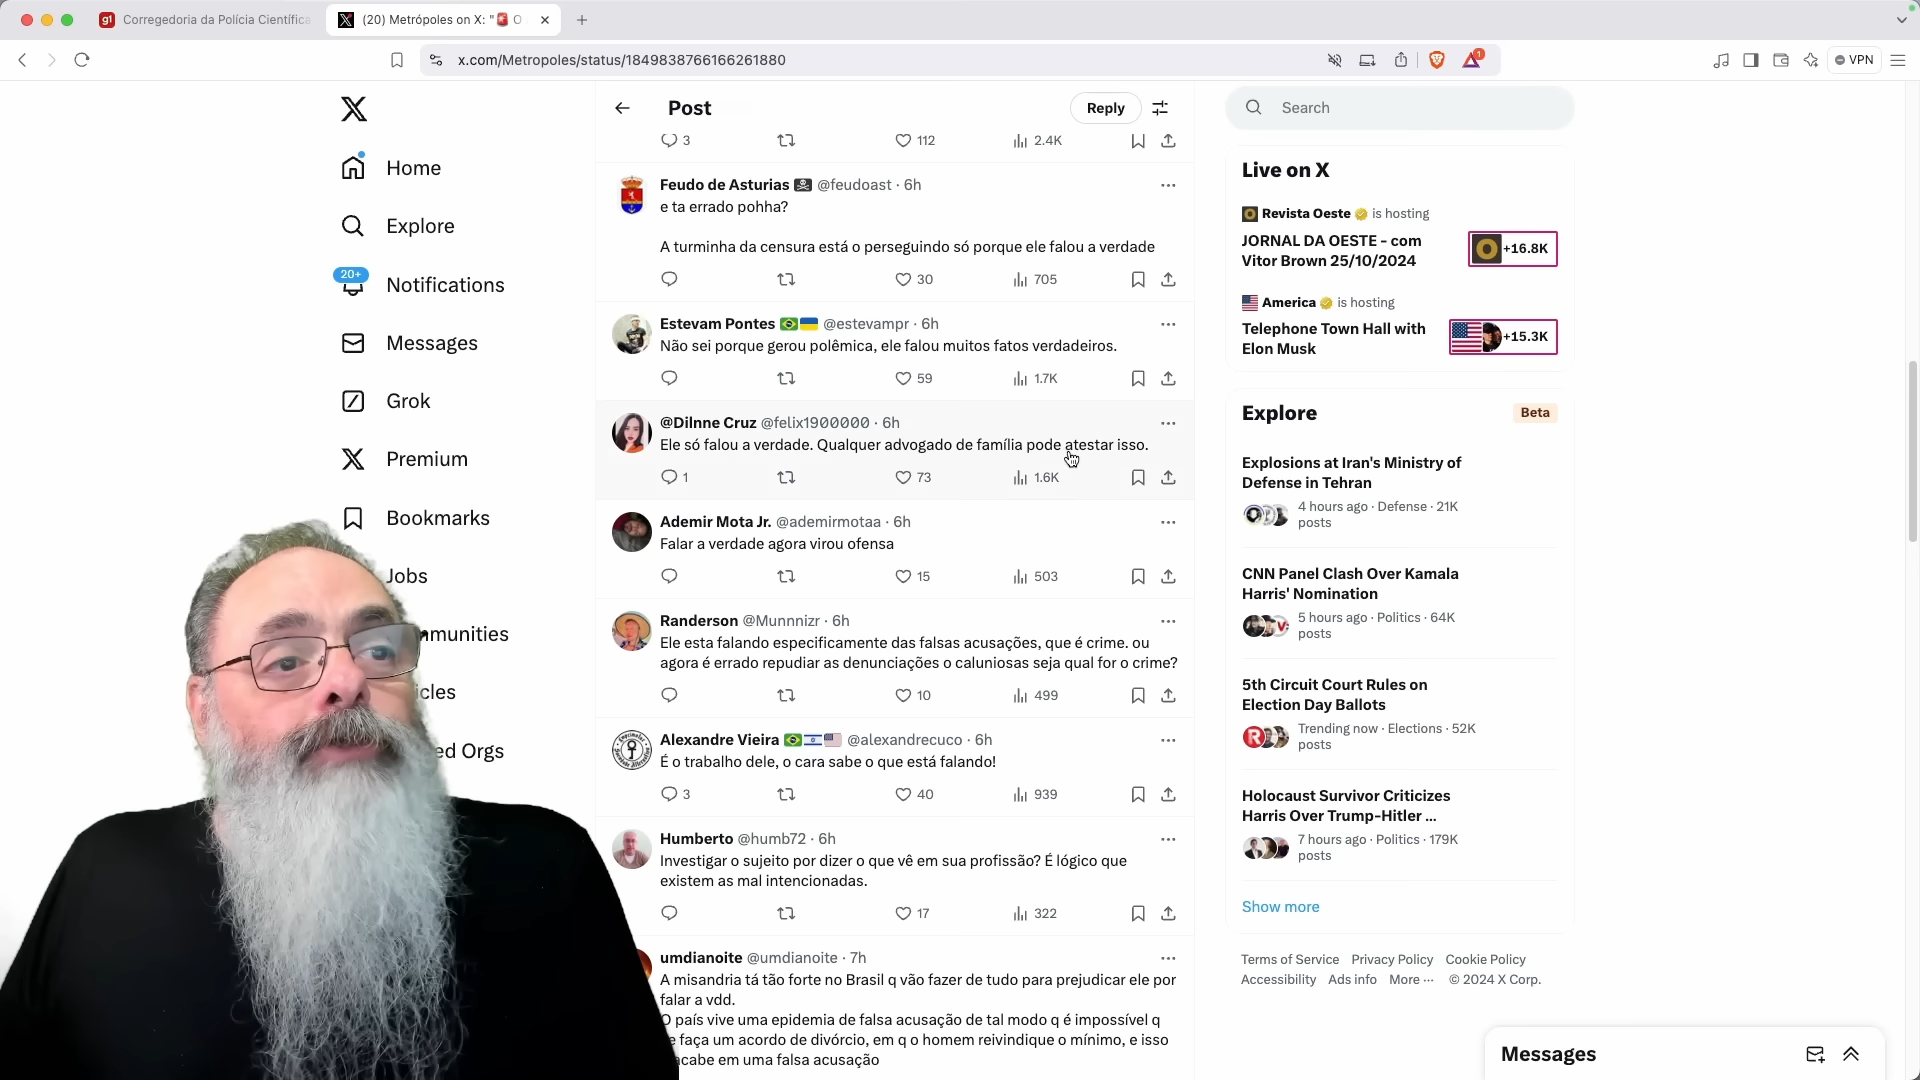 Corregedoria da Polícia Científica
(20) Metrópoles on X: "🚨 O
x.com/Metropoles/status/1849838766166261880
1
VPN
Home
Explore
20+
Notifications
Messages
Grok
Premium
Bookmarks
Jobs
mmunities
icles
ed Orgs
Post
Reply
3
112
2.4K
Feudo de Asturias 🏴‍☠️ @feudoast · 6h
e ta errado pohha?
A turminha da censura está o perseguindo só porque ele falou a verdade
30
705
Estevam Pontes 🇧🇷🇺🇦 @estevampr · 6h
Não sei porque gerou polêmica, ele falou muitos fatos verdadeiros.
59
1.7K
@Dilnne Cruz @felix1900000 · 6h
Ele só falou a verdade. Qualquer advogado de família pode atestar isso.
1
73
1.6K
Ademir Mota Jr. @ademirmotaa · 6h
Falar a verdade agora virou ofensa
15
503
Randerson @Munnnizr · 6h
Ele esta falando especificamente das falsas acusações, que é crime. ou
agora é errado repudiar as denunciações o caluniosas seja qual for o crime?
10
499
Alexandre Vieira 🇧🇷🇮🇱🇺🇸 @alexandrecuco · 6h
É o trabalho dele, o cara sabe o que está falando!
3
40
939
Humberto @humb72 · 6h
Investigar o sujeito por dizer o que vê em sua profissão? É lógico que
existem as mal intencionadas.
17
322
umdianoite @umdianoite · 7h
A misandria tá tão forte no Brasil q vão fazer de tudo para prejudicar ele por
falar a vdd.
O país vive uma epidemia de falsa acusação de tal modo q é impossível q
e faça um acordo de divórcio, em q o homem reivindique o mínimo, e isso
acabe em uma falsa acusação
Search
Live on X
Revista Oeste is hosting
JORNAL DA OESTE - com
Vitor Brown 25/10/2024
+16.8K
America is hosting
Telephone Town Hall with
Elon Musk
+15.3K
Explore
Beta
Explosions at Iran's Ministry of
Defense in Tehran
4 hours ago · Defense · 21K
posts
CNN Panel Clash Over Kamala
Harris' Nomination
5 hours ago · Politics · 64K
posts
5th Circuit Court Rules on
Election Day Ballots
Trending now · Elections · 52K
posts
Holocaust Survivor Criticizes
Harris Over Trump-Hitler ...
7 hours ago · Politics · 179K
posts
Show more
Terms of Service Privacy Policy Cookie Policy
Accessibility Ads info More ··· © 2024 X Corp.
Messages